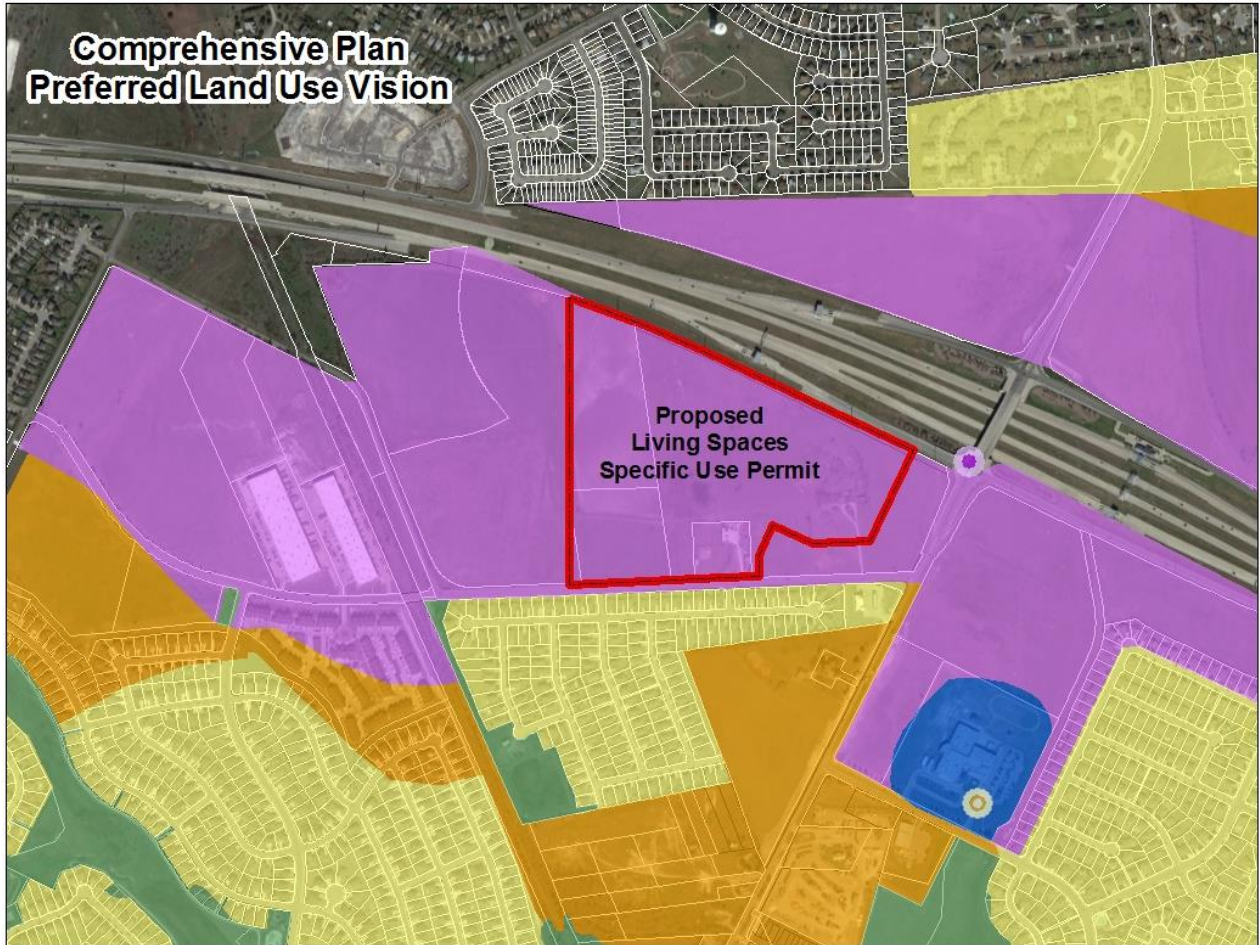 Comprehensive Plan
Preferred Land Use Vision
Proposed
Living Spaces
Specific Use Permit